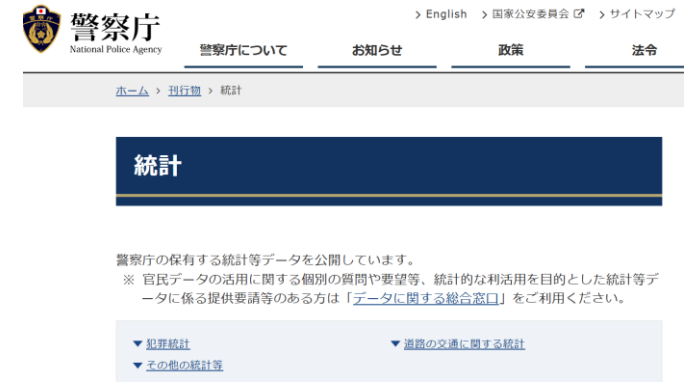 > English > 国家公安委員会 > サイトマップ
警察庁
National Police Agency
警察庁について お知らせ 政策 法令
ホーム > 刊行物 > 統計
統計
警察庁の保有する統計等データを公開しています。
※ 官民データの活用に関する個別の質問や要望等、統計的な利活用を目的とした統計等デ
ータに係る提供要請等のある方は「データに関する総合窓口」をご利用ください。
▼犯罪統計 ▼道路の交通に関する統計
▼その他の統計等